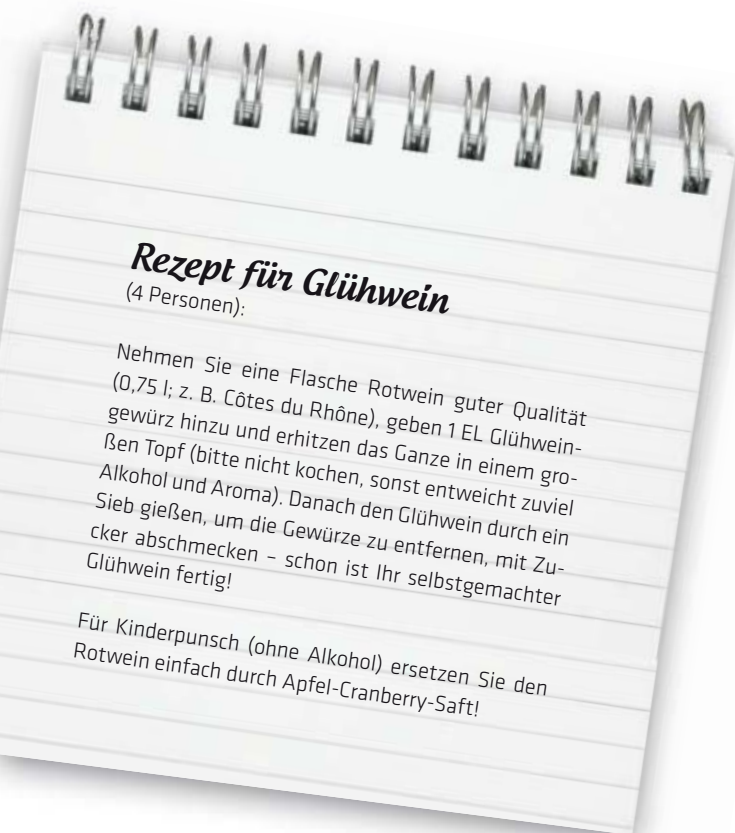 Rezept für Glühwein
(4 Personen):
Nehmen Sie eine Flasche Rotwein guter Qualität
(0,75 l; z. B. Côtes du Rhône), geben 1 EL Glühwein-
gewürz hinzu und erhitzen das Ganze in einem gro-
ßen Topf (bitte nicht kochen, sonst entweicht zuviel
Alkohol und Aroma). Danach den Glühwein durch ein
Sieb gießen, um die Gewürze zu entfernen, mit Zu-
cker abschmecken – schon ist Ihr selbstgemachter
Glühwein fertig!
Für Kinderpunsch (ohne Alkohol) ersetzen Sie den
Rotwein einfach durch Apfel-Cranberry-Saft!